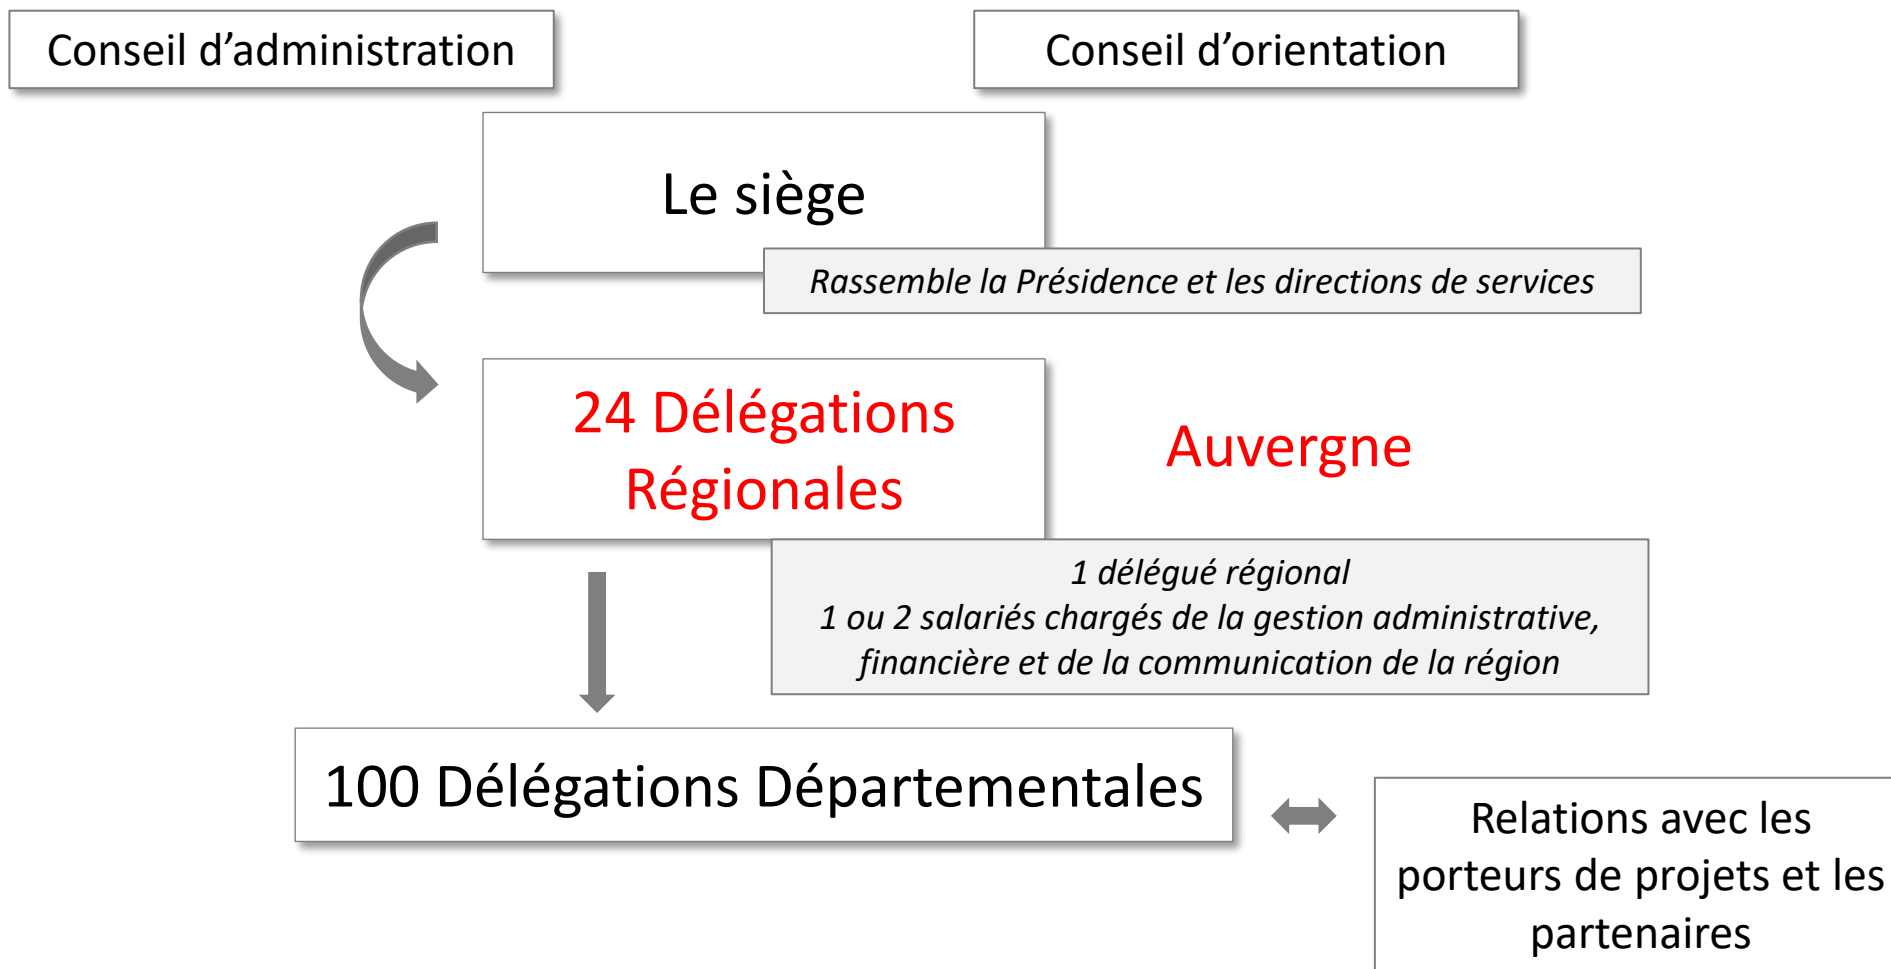 Conseil d’administration
Conseil d’orientation
Le siège
Rassemble la Présidence et les directions de services
24 Délégations
Régionales
Auvergne
1 délégué régional
1 ou 2 salariés chargés de la gestion administrative,
financière et de la communication de la région
100 Délégations Départementales
Relations avec les
porteurs de projets et les
partenaires